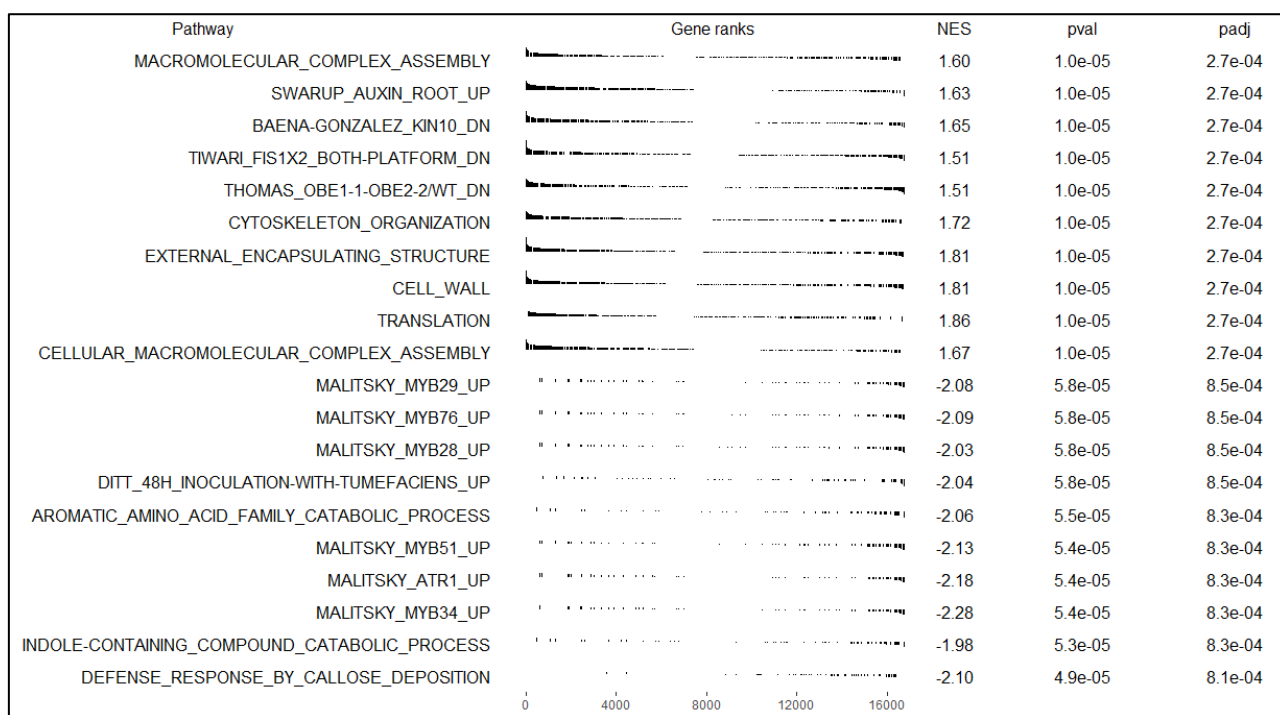 Pathway Gene ranks NES pval padj
MACROMOLECULAR_COMPLEX_ASSEMBLY 1.60 1.0e-05 2.7e-04
SWARUP_AUXIN_ROOT_UP 1.63 1.0e-05 2.7e-04
BAENA-GONZALEZ_KIN10_DN 1.65 1.0e-05 2.7e-04
TIWARI_FIS1X2_BOTH-PLATFORM_DN 1.51 1.0e-05 2.7e-04
THOMAS_OBE1-1-OBE2-2/WT_DN 1.51 1.0e-05 2.7e-04
CYTOSKELETON_ORGANIZATION 1.72 1.0e-05 2.7e-04
EXTERNAL_ENCAPSULATING_STRUCTURE 1.81 1.0e-05 2.7e-04
CELL_WALL 1.81 1.0e-05 2.7e-04
TRANSLATION 1.86 1.0e-05 2.7e-04
CELLULAR_MACROMOLECULAR_COMPLEX_ASSEMBLY 1.67 1.0e-05 2.7e-04
MALITSKY_MYB29_UP -2.08 5.8e-05 8.5e-04
MALITSKY_MYB76_UP -2.09 5.8e-05 8.5e-04
MALITSKY_MYB28_UP -2.03 5.8e-05 8.5e-04
DITT_48H_INOCULATION-WITH-TUMEFACIENS_UP -2.04 5.8e-05 8.5e-04
AROMATIC_AMINO_ACID_FAMILY_CATABOLIC_PROCESS -2.06 5.5e-05 8.3e-04
MALITSKY_MYB51_UP -2.13 5.4e-05 8.3e-04
MALITSKY_ATR1_UP -2.18 5.4e-05 8.3e-04
MALITSKY_MYB34_UP -2.28 5.4e-05 8.3e-04
INDOLE-CONTAINING_COMPOUND_CATABOLIC_PROCESS -1.98 5.3e-05 8.3e-04
DEFENSE_RESPONSE_BY_CALLOSE_DEPOSITION -2.10 4.9e-05 8.1e-04
0 4000 8000 12000 16000